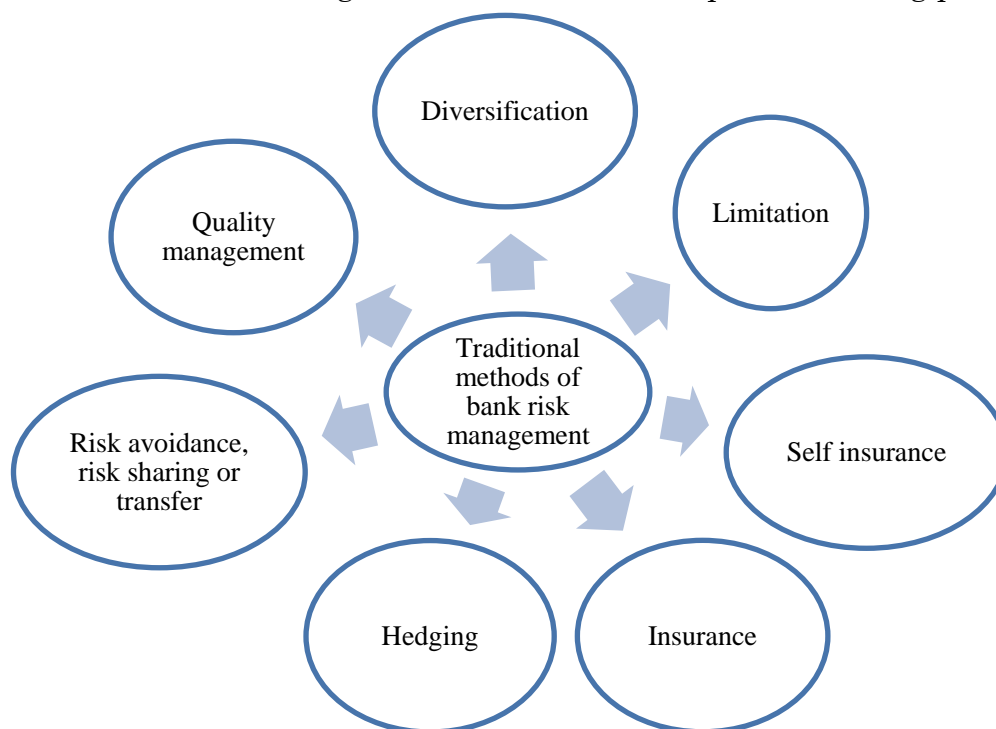 Diversification
Limitation
Quality
management
Traditional
methods of
bank risk
management
Self insurance
Risk avoidance,
risk sharing or
transfer
Hedging
Insurance